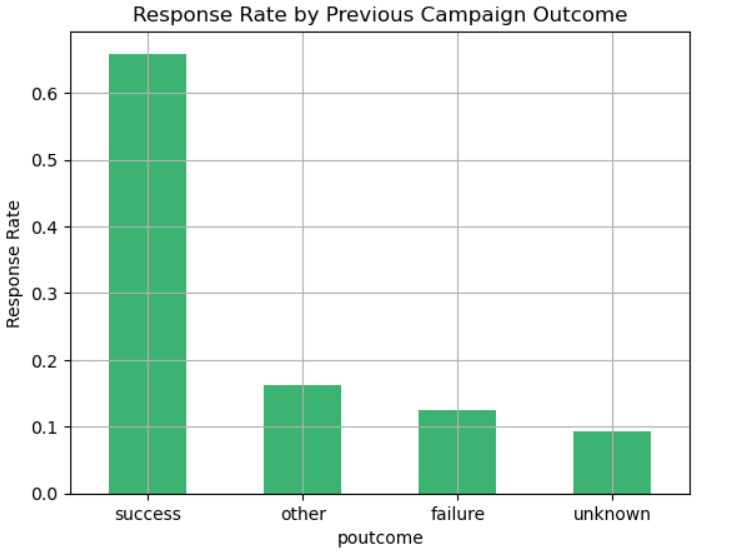 Response Rate by Previous Campaign Outcome
Response Rate
0.6
0.5
0.4
0.3
0.2
0.1
0.0
success other failure unknown
poutcome